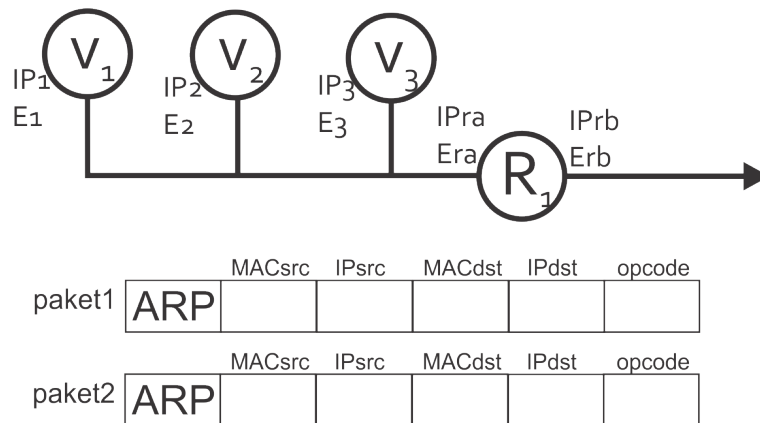 V1 V2 V3
IP1 IP2 IP3
E1 E2 E3
IPra IPrb
Era Erb
R1
MACsrc IPsrc MACdst IPdst opcode
paket1 ARP
MACsrc IPsrc MACdst IPdst opcode
paket2 ARP